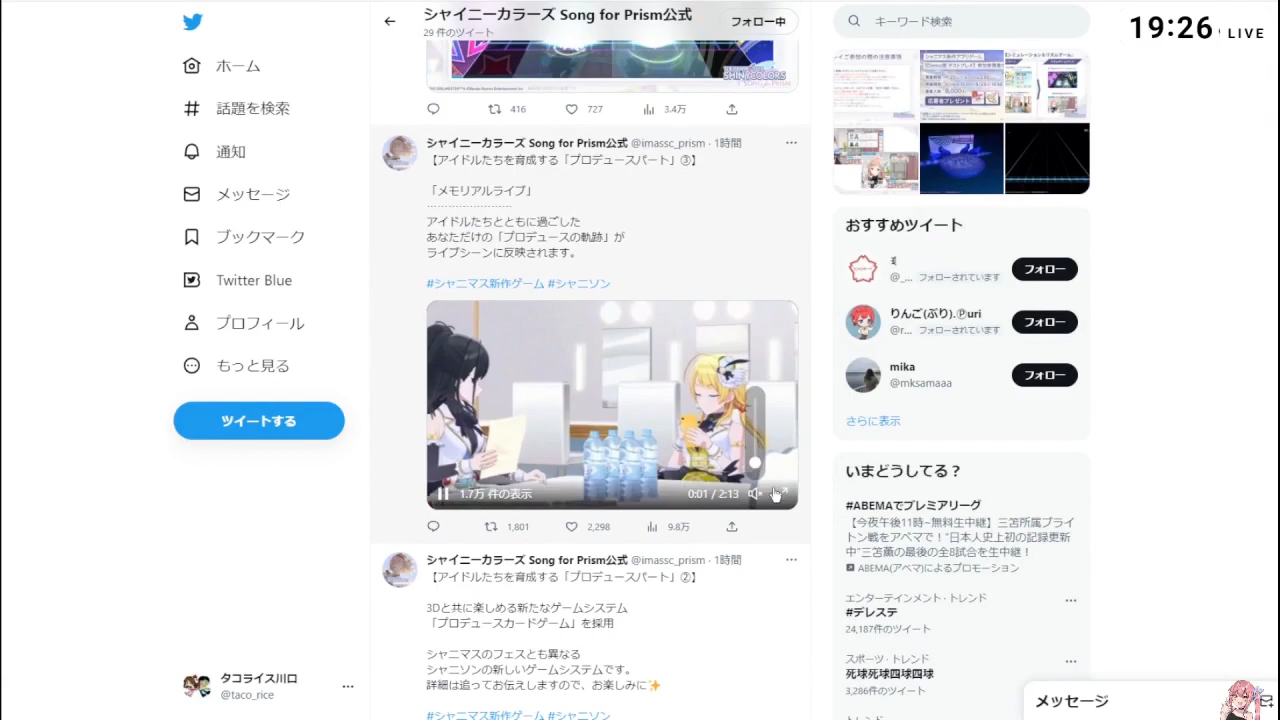 シャイニーカラーズ Song for Prism公式
29 件のツイート
フォロー中
キーワード検索
19:26 LIVE
416
727
3.4万
話題を検索
通知
メッセージ
ブックマーク
Twitter Blue
プロフィール
もっと見る
ツイートする
タコライス川口
@taco_rice
シャイニーカラーズ Song for Prism公式 @imassc_prism · 1時間
【アイドルたちを育成する「プロデュースパート」③】
「メモリアルライブ」
アイドルたちとともに過ごした
あなただけの「プロデュースの軌跡」が
ライブシーンに反映されます。
#シャニマス新作ゲーム #シャニソン
1.7万 件の表示
0:01 / 2:13
1,801
2,298
9.8万
シャイニーカラーズ Song for Prism公式 @imassc_prism · 1時間
【アイドルたちを育成する「プロデュースパート」②】
3Dと共に楽しめる新たなゲームシステム
「プロデュースカードゲーム」を採用
シャニマスのフェスとも異なる
シャニソンの新しいゲームシステムです。
詳細は追ってお伝えしますので、お楽しみに✨
#シャニマス新作ゲーム #シャニソン
おすすめツイート
@_... フォローされています
フォロー
りんご(ぶり).Ⓟuri
@r... フォローされています
フォロー
mika
@mksamaaa
フォロー
さらに表示
いまどうしてる？
#ABEMAでプレミアリーグ
【今夜午後11時~無料生中継】三笘所属ブライ
トン戦をアベマで！"日本人史上初の記録更新
中"三笘薫の最後の全8試合を生中継！
ABEMA(アベマ)によるプロモーション
エンターテインメント · トレンド
#デレステ
24,187件のツイート
スポーツ · トレンド
死球死球四球四球
3,286件のツイート
トレンド
メッセージ